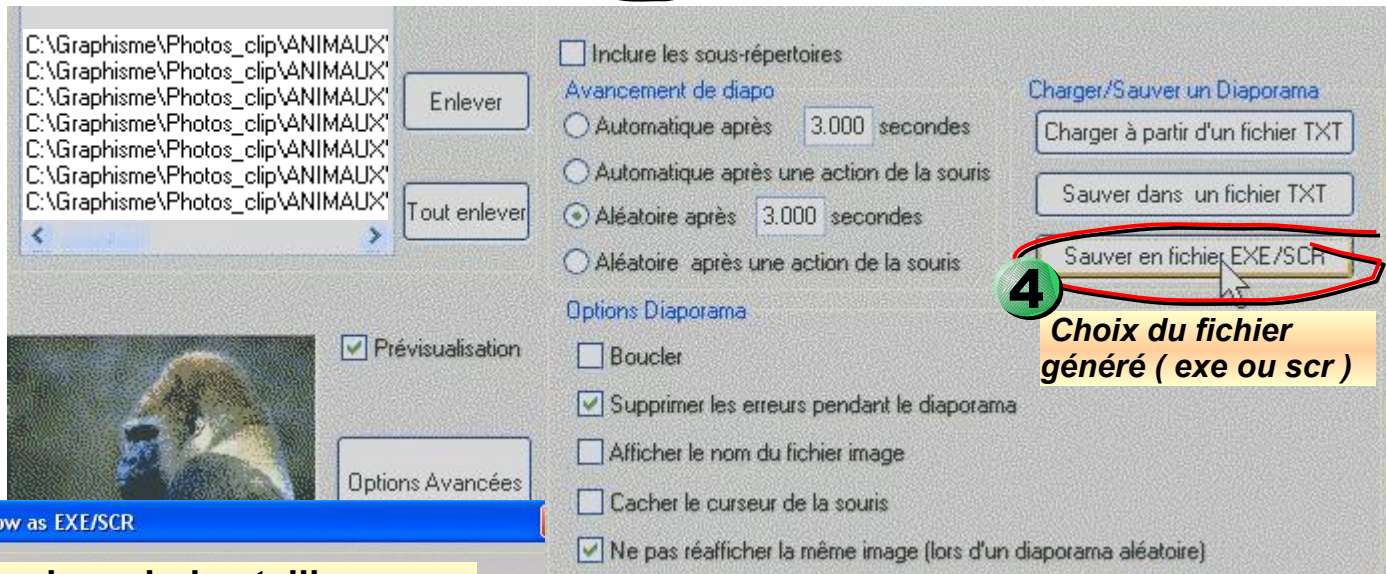 C:\Graphisme\Photos_clip\ANIMAUX'
C:\Graphisme\Photos_clip\ANIMAUX'
C:\Graphisme\Photos_clip\ANIMAUX'
C:\Graphisme\Photos_clip\ANIMAUX'
C:\Graphisme\Photos_clip\ANIMAUX'
C:\Graphisme\Photos_clip\ANIMAUX'
C:\Graphisme\Photos_clip\ANIMAUX'
Enlever
Tout enlever
Prévisualisation
Options Avancées
ow as EXE/SCR
Inclure les sous-répertoires
Avancement de diapo
Automatique après 3.000 secondes
Automatique après une action de la souris
Aléatoire après 3.000 secondes
Aléatoire après une action de la souris
Options Diaporama
Boucler
Supprimer les erreurs pendant le diaporama
Afficher le nom du fichier image
Cacher le curseur de la souris
Ne pas réafficher la même image (lors d'un diaporama aléatoire)
Charger/Sauver un Diaporama
Charger à partir d'un fichier TXT
Sauver dans un fichier TXT
Sauver en fichier EXE/SCR
4
Choix du fichier
généré ( exe ou scr )